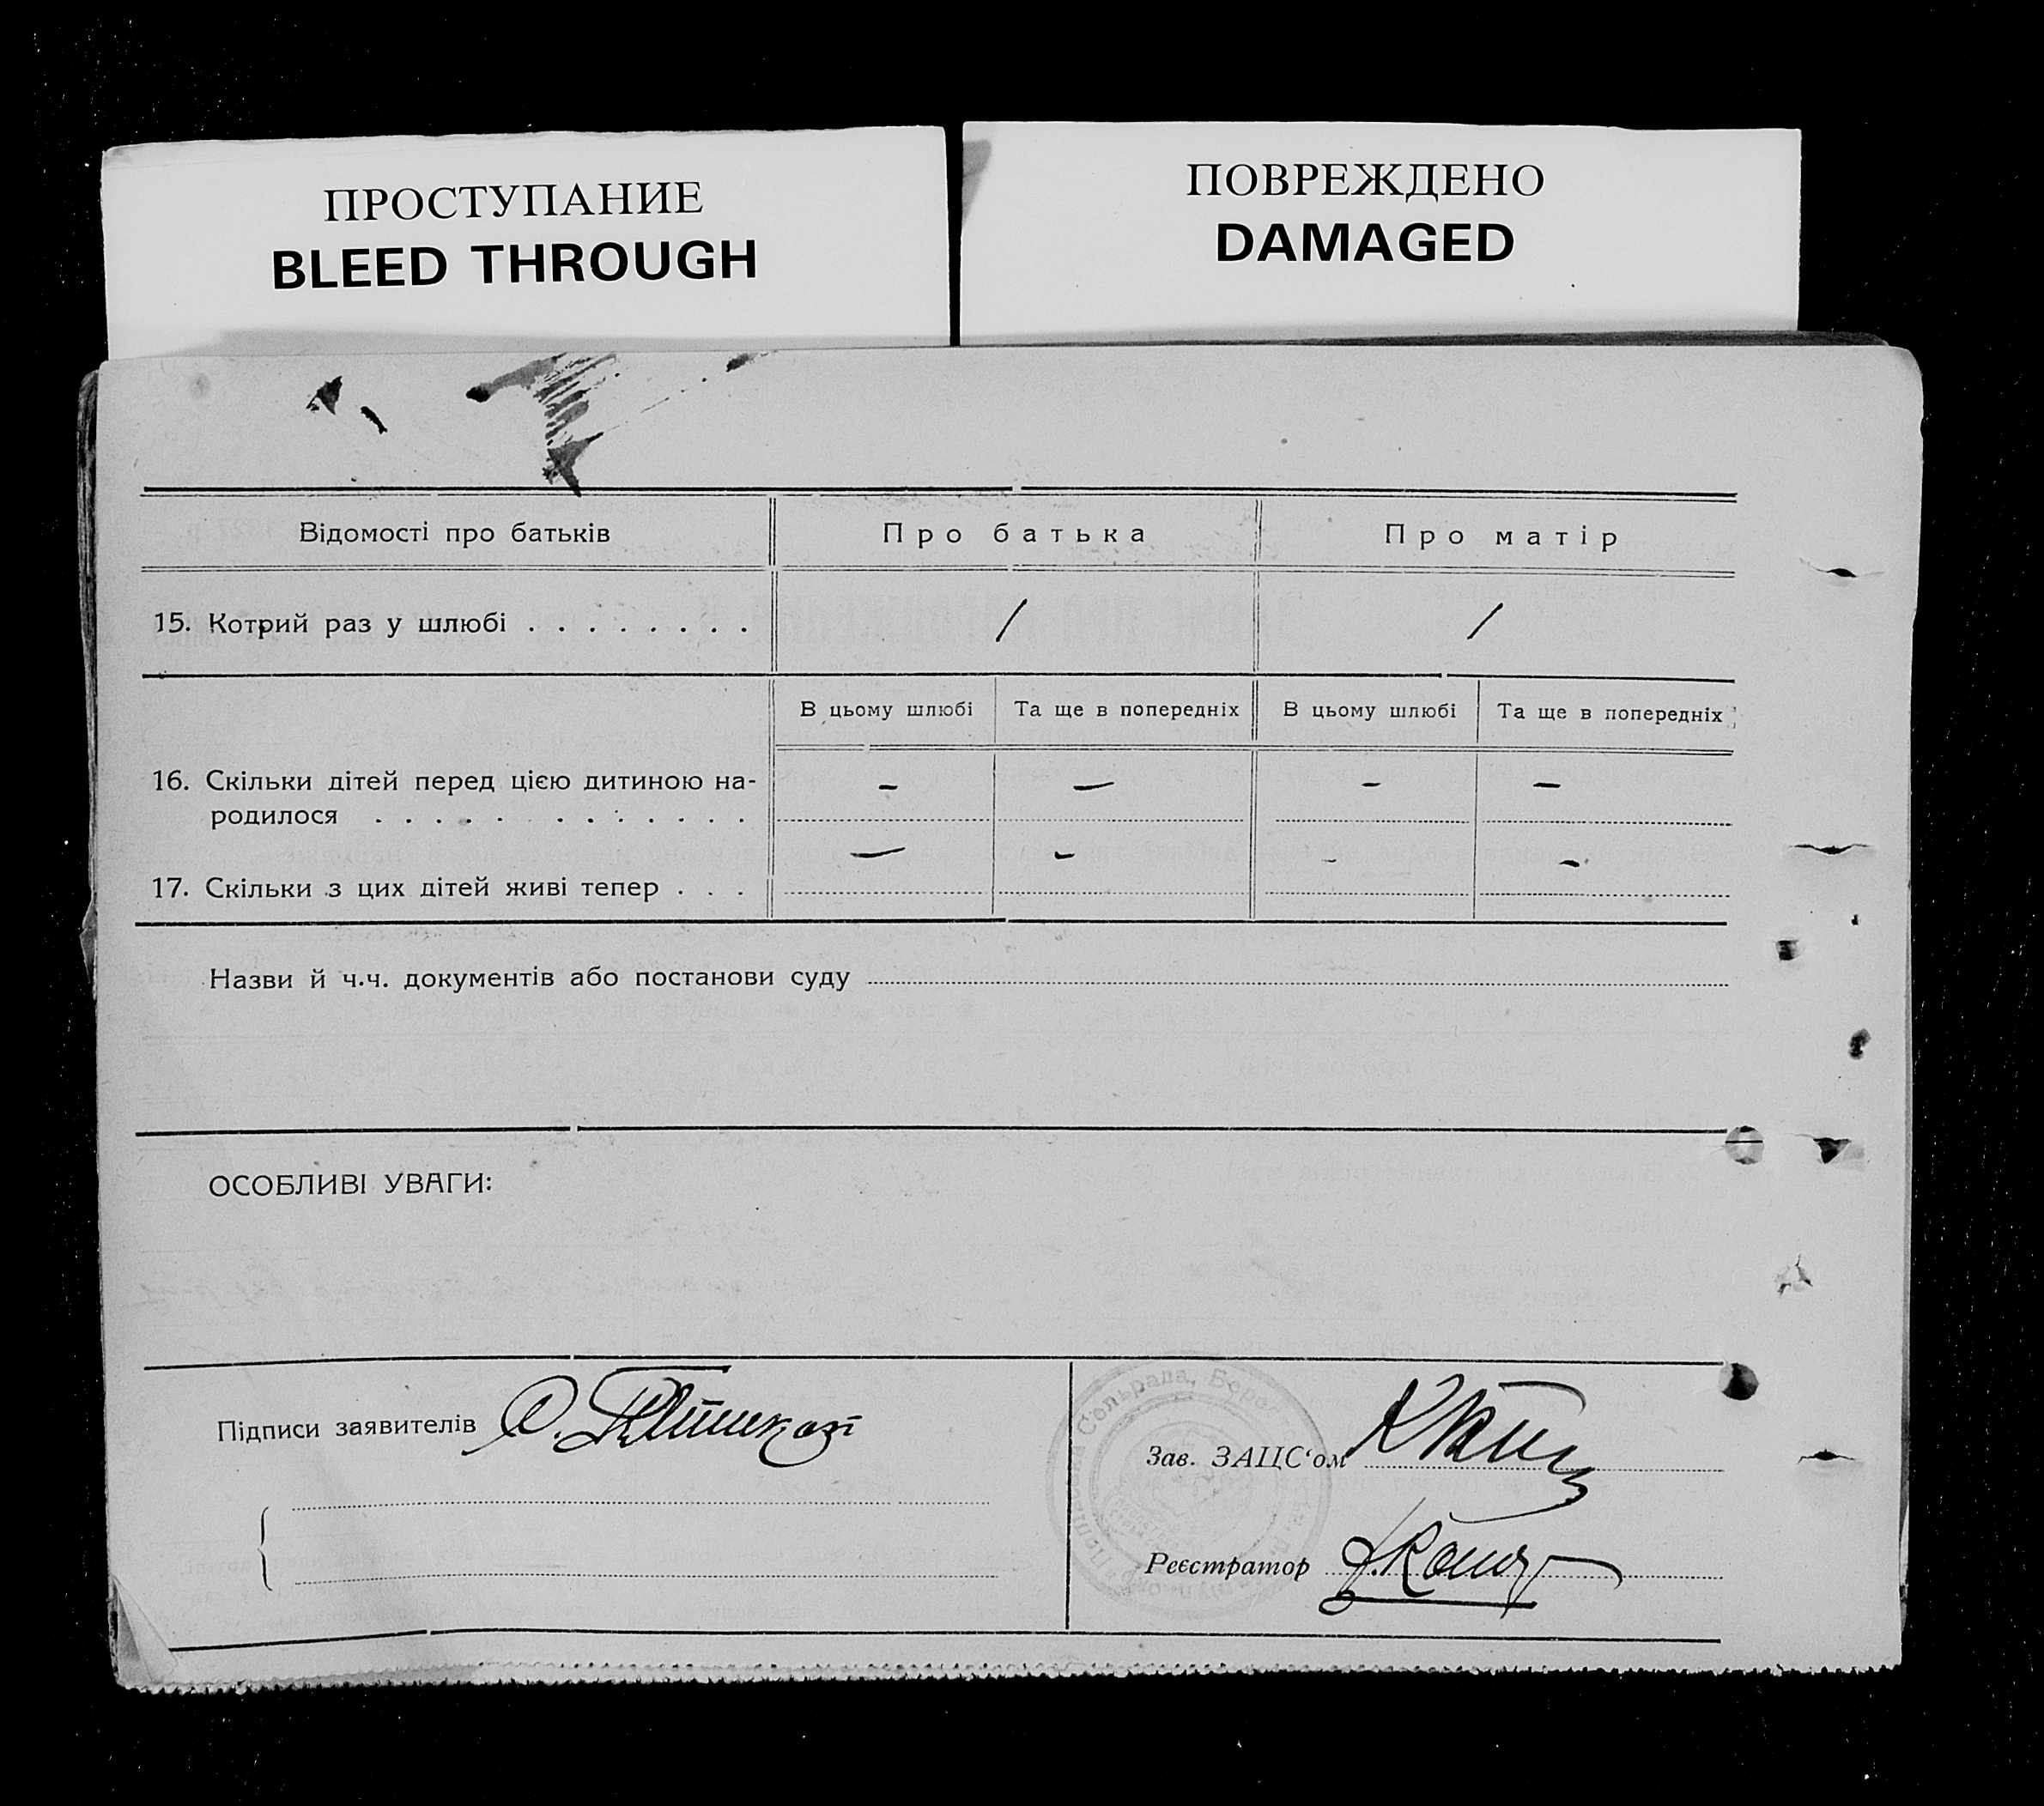 ПРОСТУПАНИЕ
BLEED THROUGH
ПОВРЕЖДЕНО
DAMAGED
Відомості про батьків Про батька Про матір
15. Котрий раз у шлюбі . . . . . . . . / /
В цьому шлюбі Та ще в попередніх В цьому шлюбі Та ще в попередніх
16. Скільки дітей перед цією дитиною на-
родилося . . . . . . . . . . . . . – – – –
17. Скільки з цих дітей живі тепер . . . – – – –
Назви й ч.ч. документів або постанови суду
ОСОБЛИВІ УВАГИ:
Підписи заявителів
Зав. ЗАЦС‘ом
Реєстратор